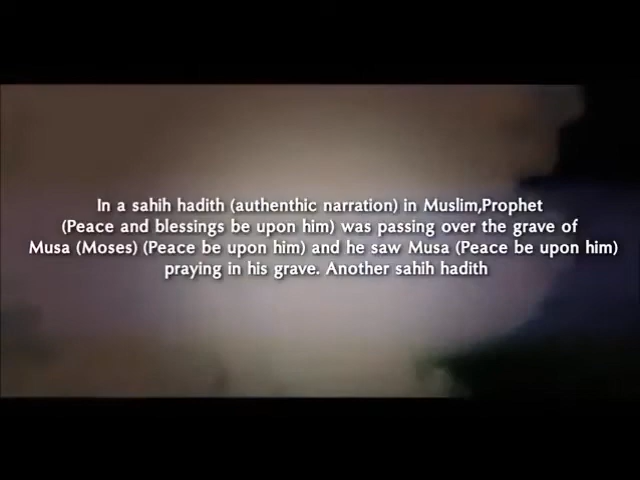 In a sahih hadith (authenthic narration) in Muslim,Prophet
(Peace and blessings be upon him) was passing over the grave of
Musa (Moses) (Peace be upon him) and he saw Musa (Peace be upon him)
praying in his grave. Another sahih hadith